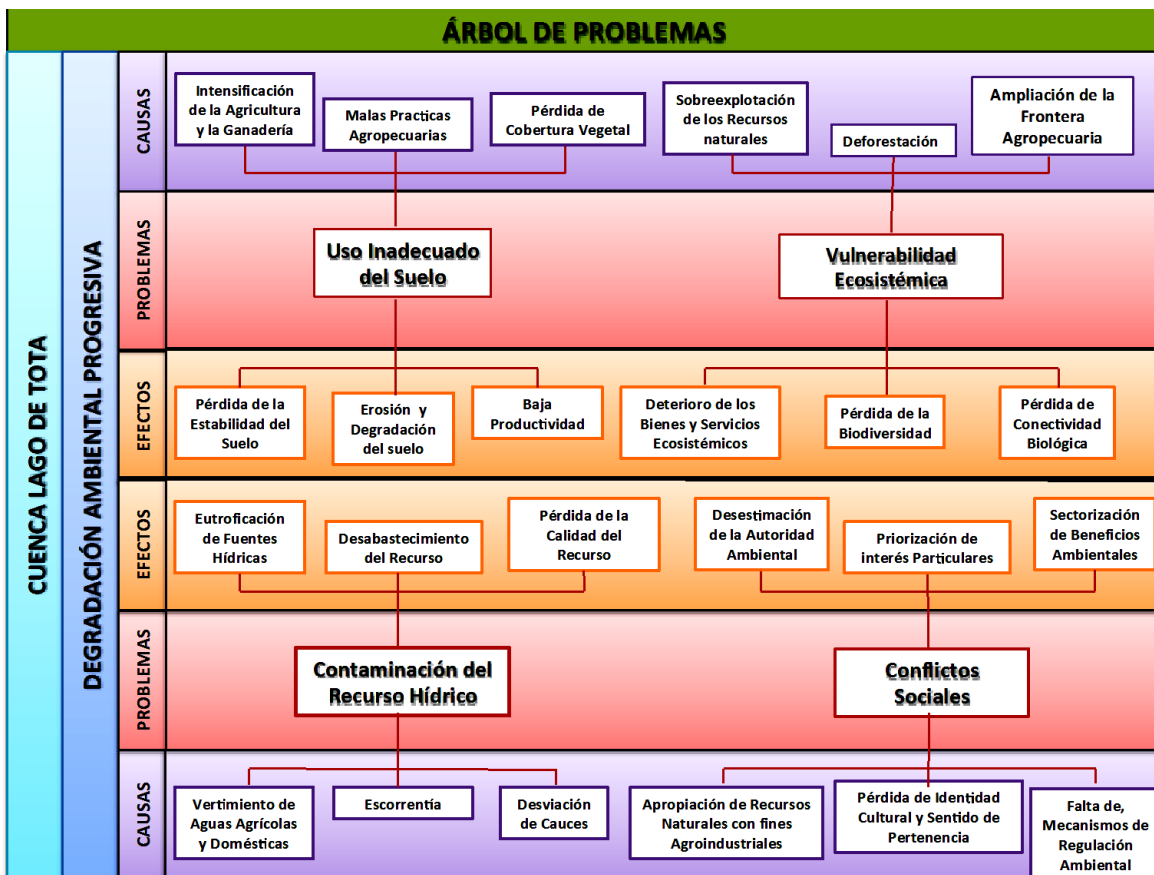 ÁRBOL DE PROBLEMAS
CUENCA LAGO DE TOTA
DEGRADACIÓN AMBIENTAL PROGRESIVA
CAUSAS
Intensificación
de la Agricultura
y la Ganadería
Malas Practicas
Agropecuarias
Pérdida de
Cobertura Vegetal
Sobreexplotación
de los Recursos
naturales
Deforestación
Ampliación de la
Frontera
Agropecuaria
PROBLEMAS
Uso Inadecuado
del Suelo
Vulnerabilidad
Ecosistémica
EFECTOS
Pérdida de la
Estabilidad del
Suelo
Erosión y
Degradación
del suelo
Baja
Productividad
Deterioro de los
Bienes y Servicios
Ecosistémicos
Pérdida de la
Biodiversidad
Pérdida de
Conectividad
Biológica
EFECTOS
Eutroficación
de Fuentes
Hídricas
Desabastecimiento
del Recurso
Pérdida de la
Calidad del
Recurso
Desestimación
de la Autoridad
Ambiental
Priorización de
interés Particulares
Sectorización
de Beneficios
Ambientales
PROBLEMAS
Contaminación del
Recurso Hídrico
Conflictos
Sociales
CAUSAS
Vertimiento de
Aguas Agrícolas
y Domésticas
Escorrentía
Desviación
de Cauces
Apropiación de Recursos
Naturales con fines
Agroindustriales
Pérdida de Identidad
Cultural y Sentido de
Pertenencia
Falta de,
Mecanismos de
Regulación
Ambiental